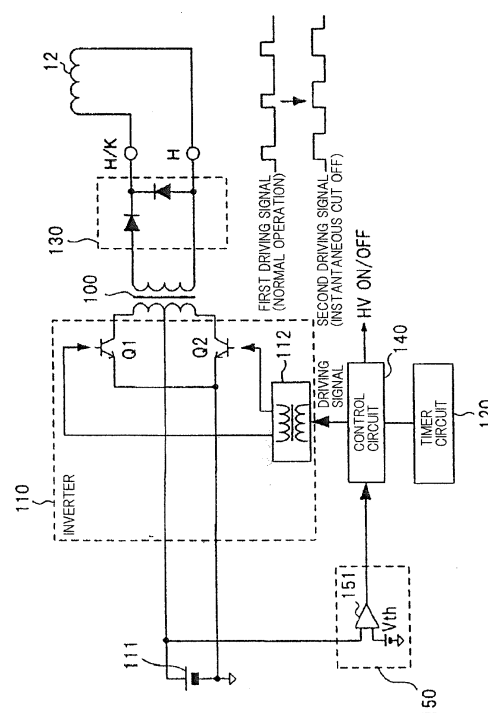 110
INVERTER
111
Q1
Q2
112
100
130
H/K
H
12
FIRST DRIVING SIGNAL
(NORMAL OPERATION)
SECOND DRIVING SIGNAL
(INSTANTANEOUS CUT OFF)
DRIVING
SIGNAL
HV ON/OFF
140
CONTROL
CIRCUIT
TIMER
CIRCUIT
151
Vth
50